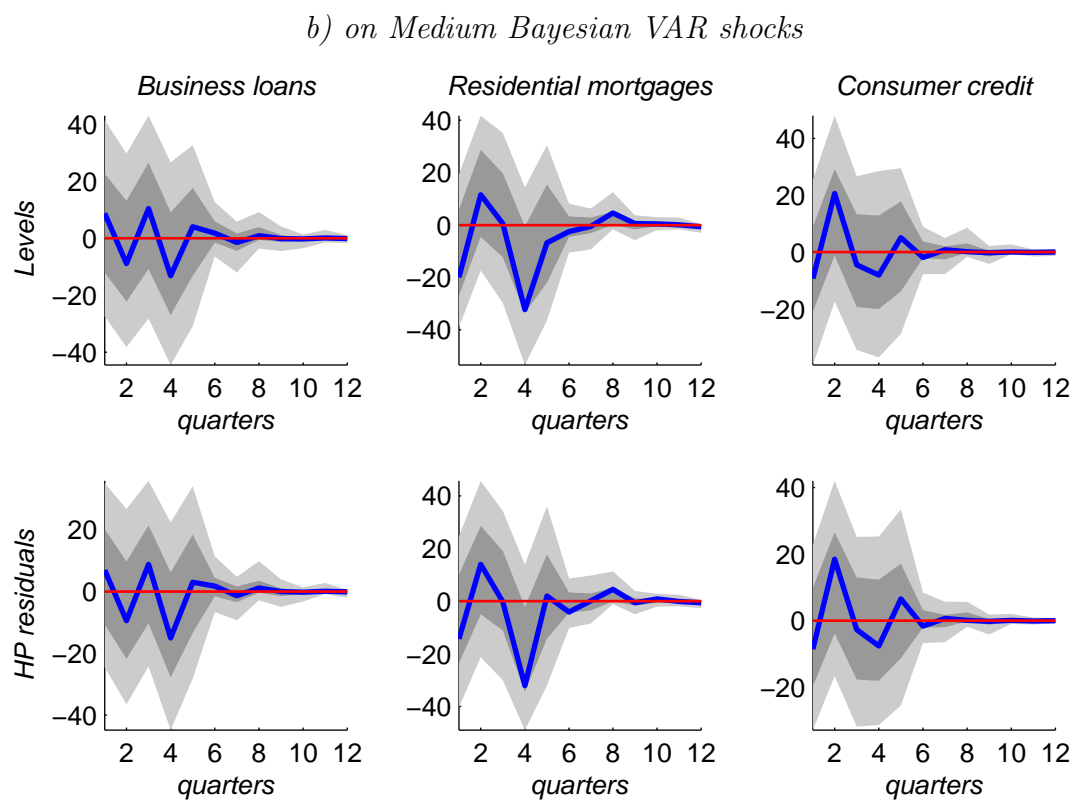 b) on Medium Bayesian VAR shocks
Business loans
Residential mortgages
Consumer credit
Levels
40
20
0
−20
−40
2 4 6 8 10 12
quarters
40
20
0
−20
−40
2 4 6 8 10 12
quarters
40
20
0
−20
2 4 6 8 10 12
quarters
HP residuals
20
0
−20
−40
2 4 6 8 10 12
quarters
40
20
0
−20
−40
2 4 6 8 10 12
quarters
40
20
0
−20
2 4 6 8 10 12
quarters